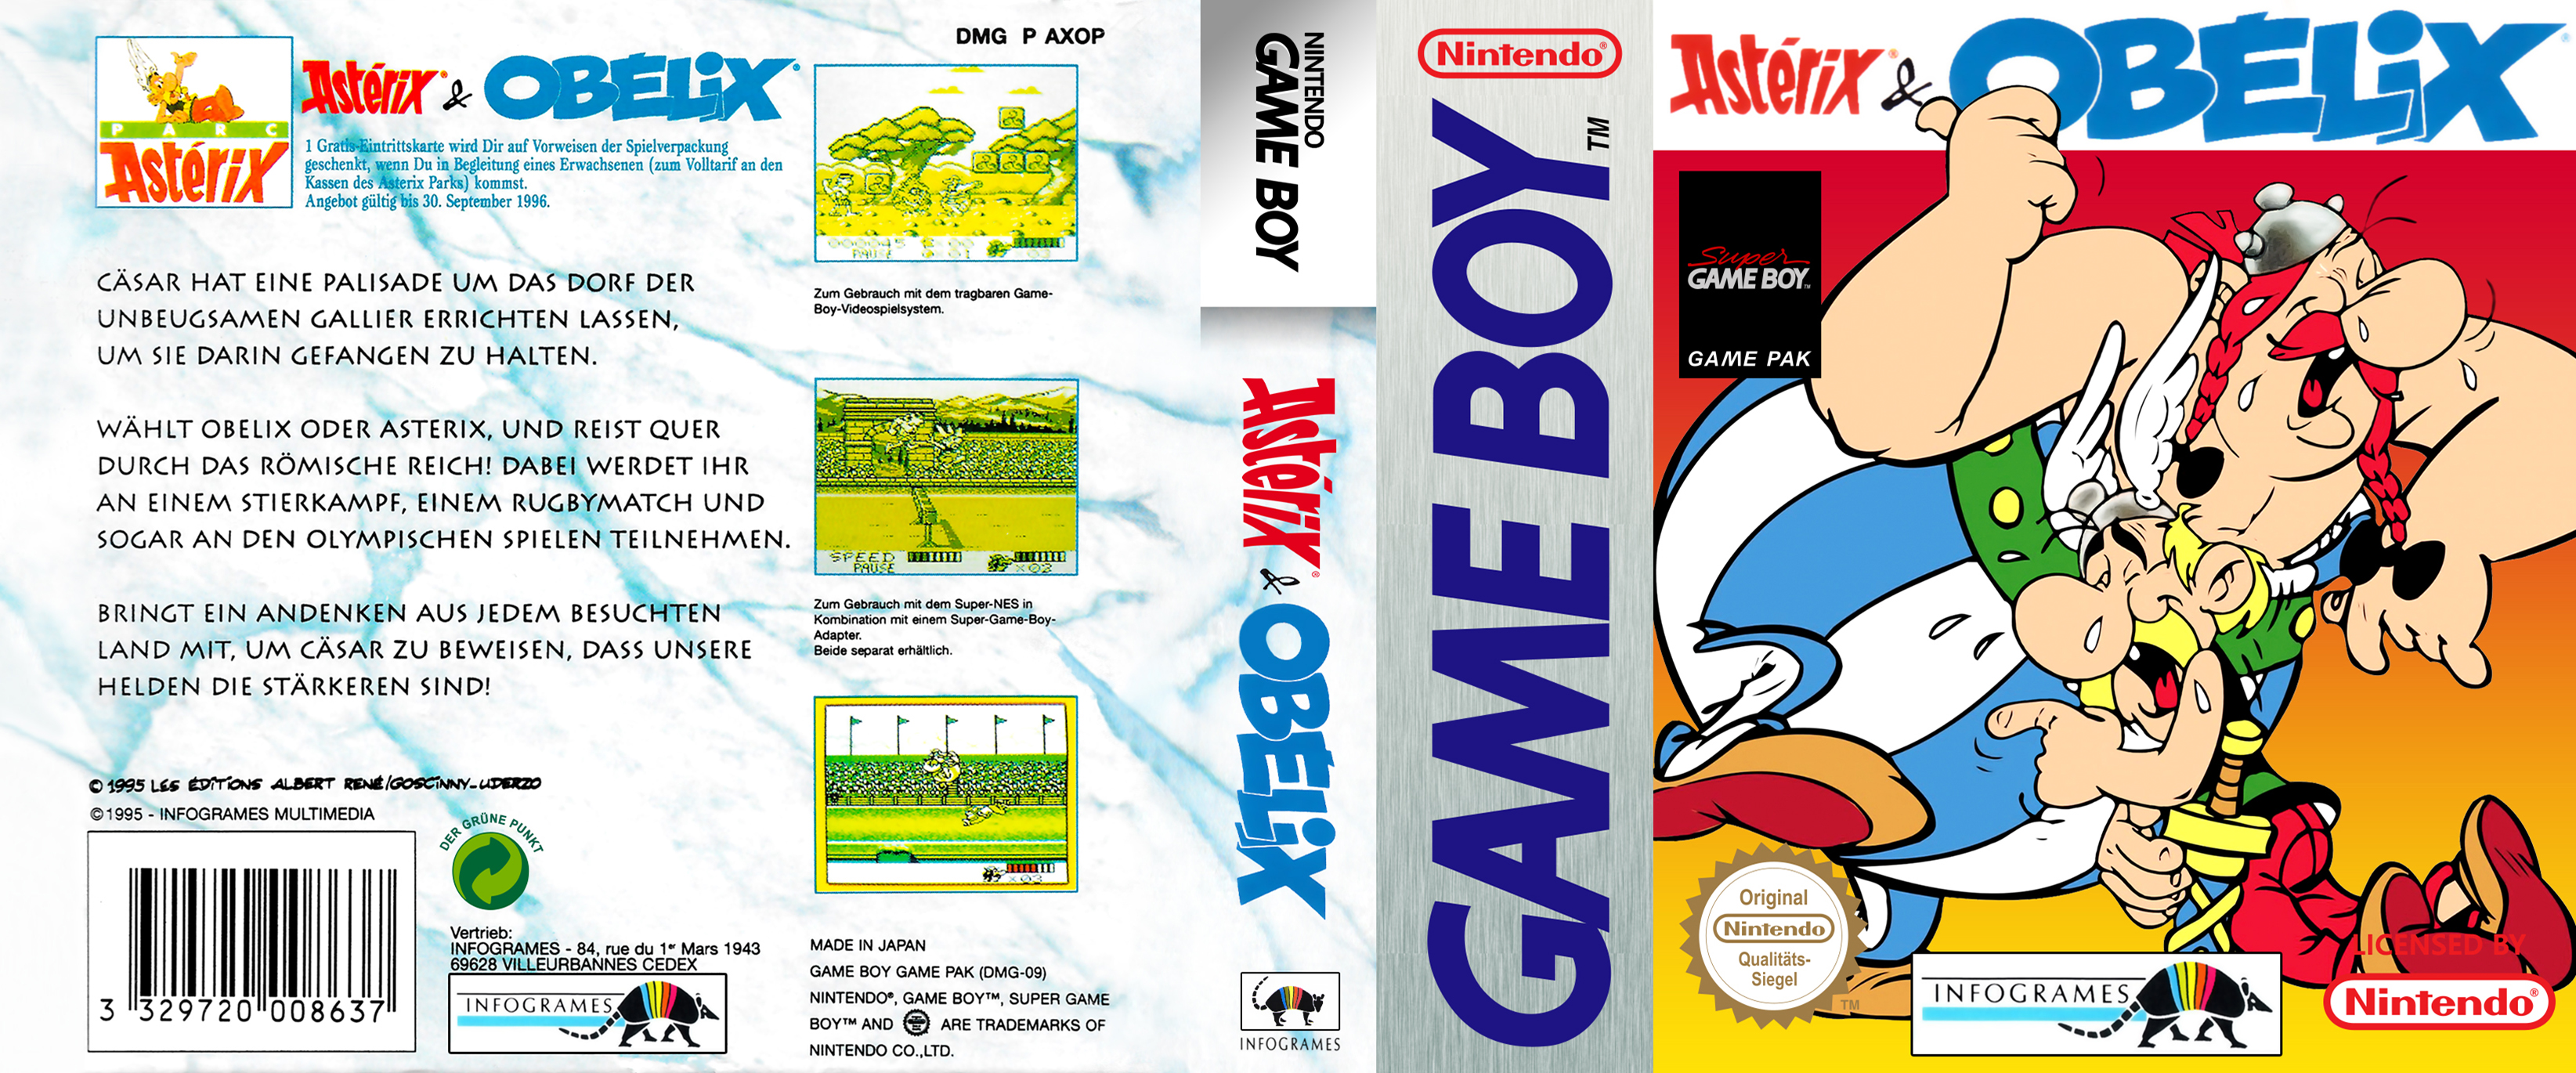 DMG P AXOP
PARC
Astérix
Astérix & OBÉLIX
1 Gratis-Eintrittskarte wird Dir auf Vorweisen der Spielverpackung
geschenkt, wenn Du in Begleitung eines Erwachsenen (zum Volltarif an den
Kassen des Asterix Parks) kommst.
Angebot gültig bis 30. September 1996.
CÄSAR HAT EINE PALISADE UM DAS DORF DER
UNBEUGSAMEN GALLIER ERRICHTEN LASSEN,
UM SIE DARIN GEFANGEN ZU HALTEN.
WÄHLT OBELIX ODER ASTERIX, UND REIST QUER
DURCH DAS RÖMISCHE REICH! DABEI WERDET IHR
AN EINEM STIERKAMPF, EINEM RUGBYMATCH UND
SOGAR AN DEN OLYMPISCHEN SPIELEN TEILNEHMEN.
BRINGT EIN ANDENKEN AUS JEDEM BESUCHTEN
LAND MIT, UM CÄSAR ZU BEWEISEN, DASS UNSERE
HELDEN DIE STÄRKEREN SIND!
© 1995 LES ÉDITIONS ALBERT RENÉ/GOSCINNY-UDERZO
© 1995 - INFOGRAMES MULTIMEDIA
3 329720 008637
DER GRÜNE PUNKT
Vertrieb:
INFOGRAMES - 84, rue du 1er Mars 1943
69628 VILLEURBANNES CEDEX
INFOGRAMES
PAUSE
Zum Gebrauch mit dem tragbaren Game-
Boy-Videospielsystem.
SPEED
PAUSE ×03
Zum Gebrauch mit dem Super-NES in
Kombination mit einem Super-Game-Boy-
Adapter.
Beide separat erhältlich.
×03
MADE IN JAPAN
GAME BOY GAME PAK (DMG-09)
NINTENDO®, GAME BOY™, SUPER GAME
BOY™ AND ARE TRADEMARKS OF
NINTENDO CO.,LTD.
NINTENDO
GAME BOY
Astérix & OBÉLIX
INFOGRAMES
Nintendo®
GAME BOY™
Astérix® & OBÉLIX
Super
GAME BOY™
GAME PAK
Original
Nintendo
Qualitäts-
Siegel
TM
INFOGRAMES
LICENSED BY
Nintendo®